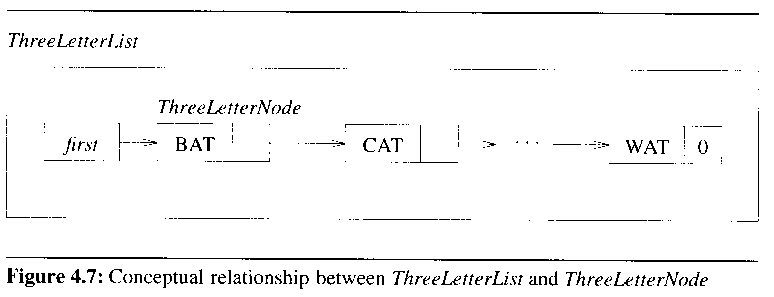 ThreeLetterList
ThreeLetterNode
first BAT CAT ... WAT 0
Figure 4.7: Conceptual relationship between ThreeLetterList and ThreeLetterNode